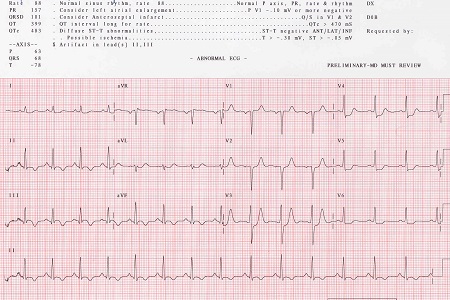 Rate 88 . Normal sinus rhythm, rate 88 Normal P axis, PR, rate & rhythm DX
PR 157 . Consider left atrial enlargement P V1 -.10 mV or more negative
QRSD 101 . Consider Anteroseptal infarct Q/S in V1 & V2 D0B
QT 399 . QT interval long for rate QTc > 470 mS
QTc 483 . Diffuse ST-T abnormalities, ST-T negative ANT/LAT/INF Requested by:
. Possible ischemia. T > -.30 mV, ST > -.03 mV
--AXIS-- % Artifact in lead(s) II,III
P 63
QRS 68 - ABNORMAL ECG -
T -78 PRELIMINARY-MD MUST REVIEW
I aVR V1 V4
II aVL V2 V5
III aVF V3 V6
II